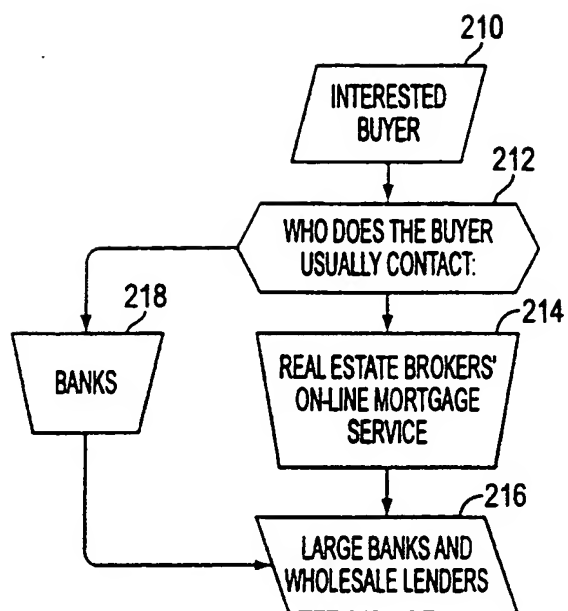 210
INTERESTED
BUYER
212
WHO DOES THE BUYER
USUALLY CONTACT:
218
BANKS
214
REAL ESTATE BROKERS'
ON-LINE MORTGAGE
SERVICE
216
LARGE BANKS AND
WHOLESALE LENDERS